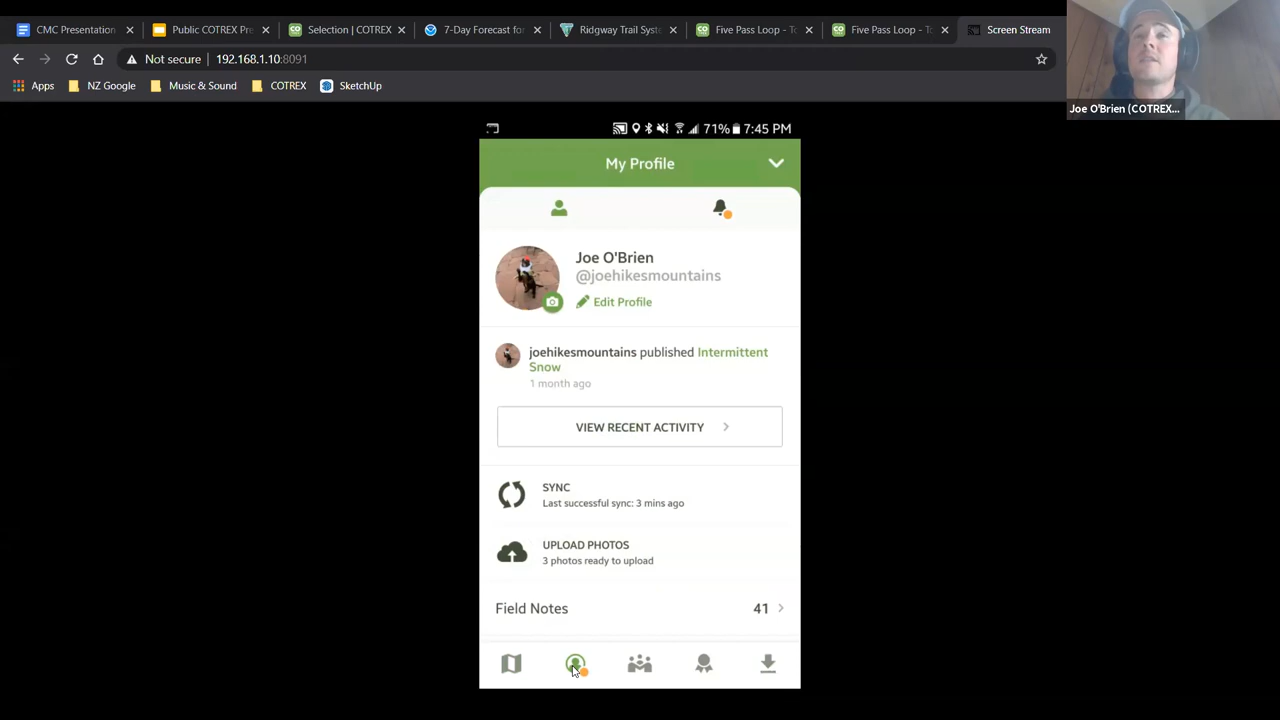 CMC Presentation
Public COTREX Pre
Selection | COTREX
7-Day Forecast for
Ridgway Trail Syste
Five Pass Loop - To
Five Pass Loop - To
Screen Stream
Not secure
192.168.1.10:8091
Apps
NZ Google
Music & Sound
COTREX
SketchUp
Joe O'Brien (COTREX...
71% 7:45 PM
My Profile
Joe O'Brien
@joehikesmountains
Edit Profile
joehikesmountains published Intermittent
Snow
1 month ago
VIEW RECENT ACTIVITY
SYNC
Last successful sync: 3 mins ago
UPLOAD PHOTOS
3 photos ready to upload
Field Notes 41